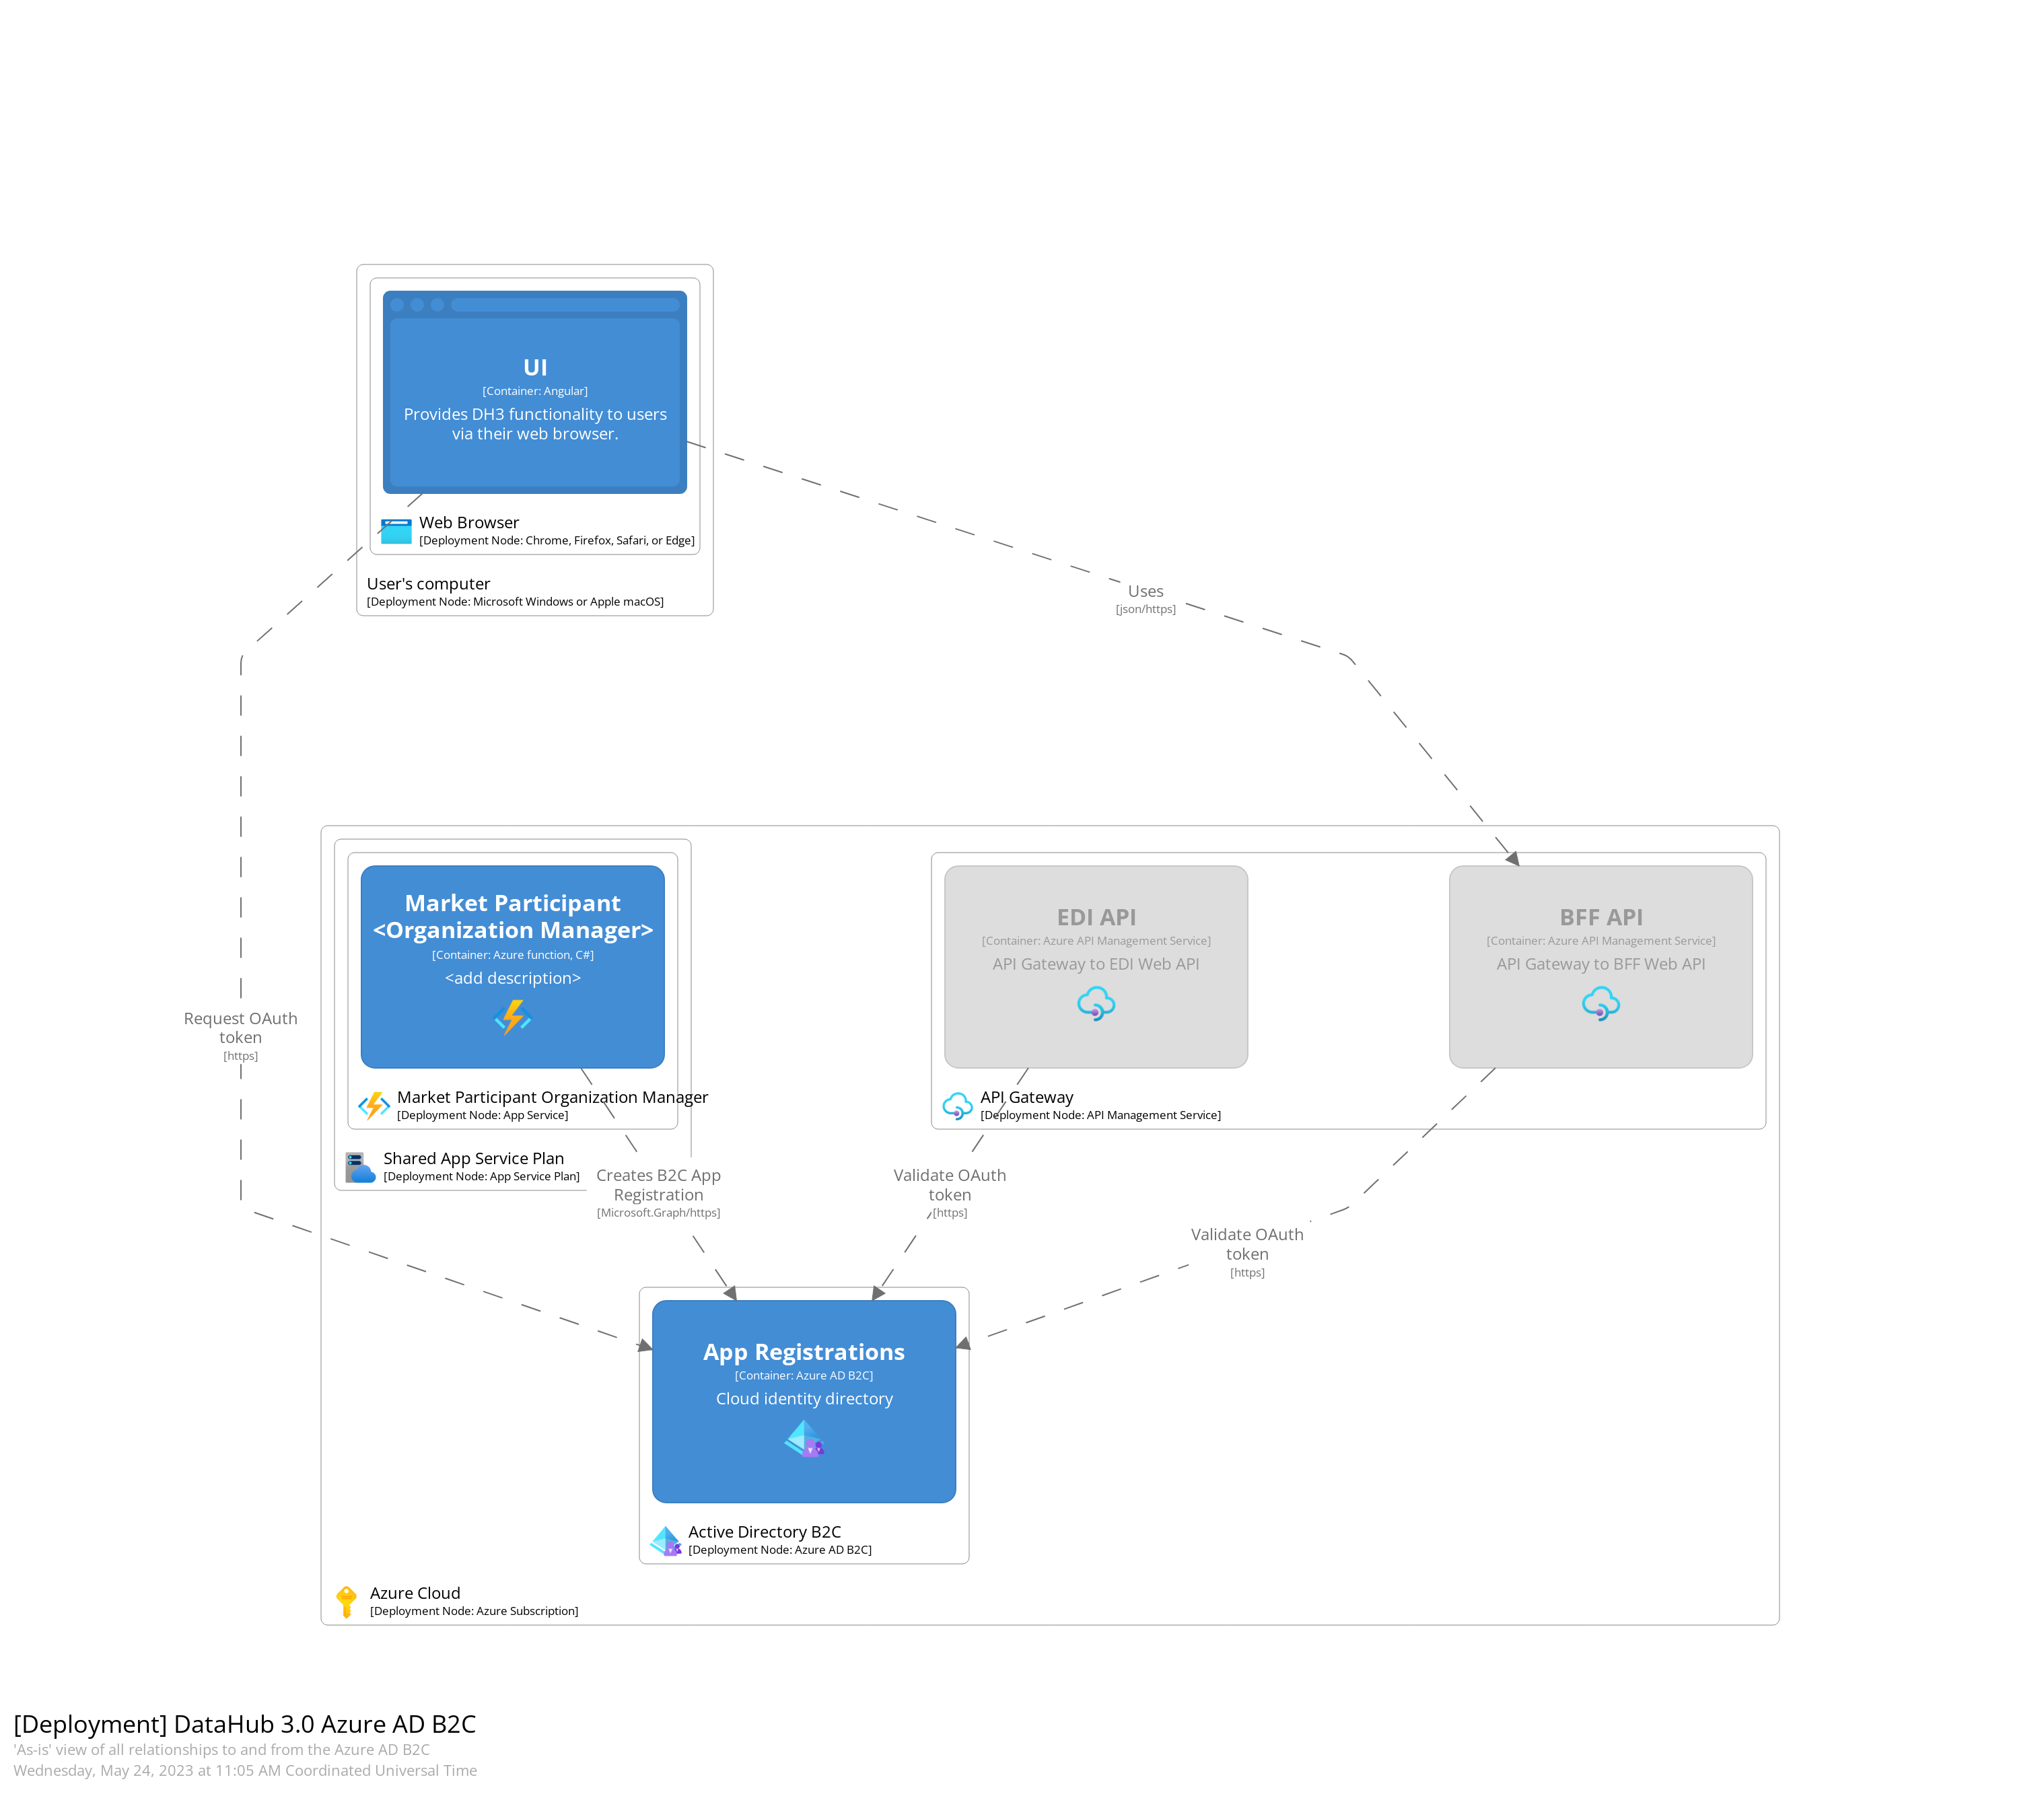 UI
[Container: Angular]
Provides DH3 functionality to users
via their web browser.
Web Browser
[Deployment Node: Chrome, Firefox, Safari, or Edge]
User's computer
[Deployment Node: Microsoft Windows or Apple macOS]
Uses
[json/https]
Request OAuth
token
[https]
Market Participant
<Organization Manager>
[Container: Azure function, C#]
<add description>
Market Participant Organization Manager
[Deployment Node: App Service]
Shared App Service Plan
[Deployment Node: App Service Plan]
EDI API
[Container: Azure API Management Service]
API Gateway to EDI Web API
BFF API
[Container: Azure API Management Service]
API Gateway to BFF Web API
API Gateway
[Deployment Node: API Management Service]
Creates B2C App
Registration
[Microsoft.Graph/https]
Validate OAuth
token
[https]
Validate OAuth
token
[https]
App Registrations
[Container: Azure AD B2C]
Cloud identity directory
Active Directory B2C
[Deployment Node: Azure AD B2C]
Azure Cloud
[Deployment Node: Azure Subscription]
[Deployment] DataHub 3.0 Azure AD B2C
'As-is' view of all relationships to and from the Azure AD B2C
Wednesday, May 24, 2023 at 11:05 AM Coordinated Universal Time